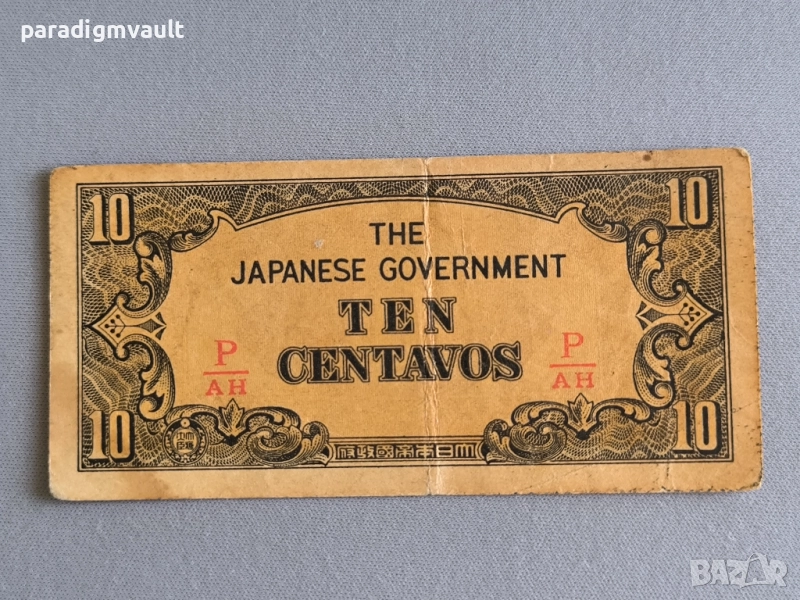 paradigmvault
10 10
THE
JAPANESE GOVERNMENT
TEN
CENTAVOS
P P
AH AH
10 10
府政國帝本日大
BAZAR